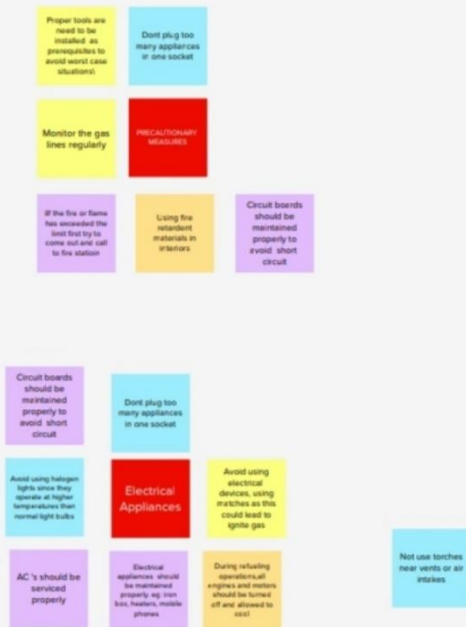 Proper tools are
need to be
installed as
prerequisites to
avoid worst case
situations\
Dont plug too
many appliances
in one socket
Monitor the gas
lines regularly
PRECAUTIONARY
MEASURES
If the fire or flame
has exceeded the
limit first try to
come out and call
to fire station
Using fire
retardent
materials in
interiors
Circuit boards
should be
maintained
properly to
avoid short
circuit
Circuit boards
should be
maintained
properly to
avoid short
circuit
Dont plug too
many appliances
in one socket
Avoid using halogen
lights since they
operate at higher
temperatures than
normal light bulbs
Electrical
Appliances
Avoid using
electrical
devices, using
matches as this
could lead to
ignite gas
Not use torches
near vents or air
intakes
AC 's should be
serviced
properly
Electrical
appliances should
be maintained
properly. eg: iron
box, heaters, mobile
phones
During refueling
operations,all
engines and motors
should be turned
off and allowed to
cool